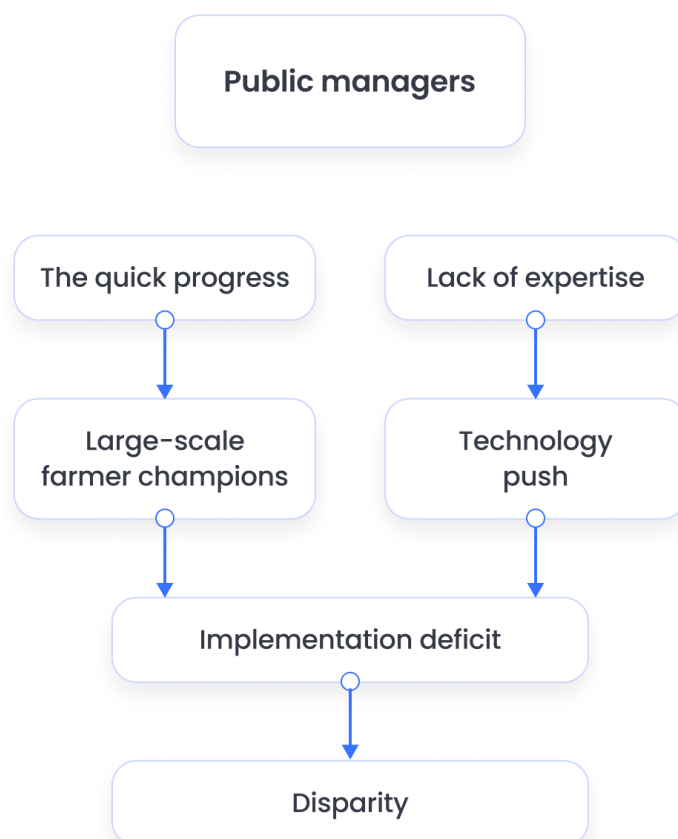 Public managers
The quick progress
Lack of expertise
Large-scale
farmer champions
Technology
push
Implementation deficit
Disparity